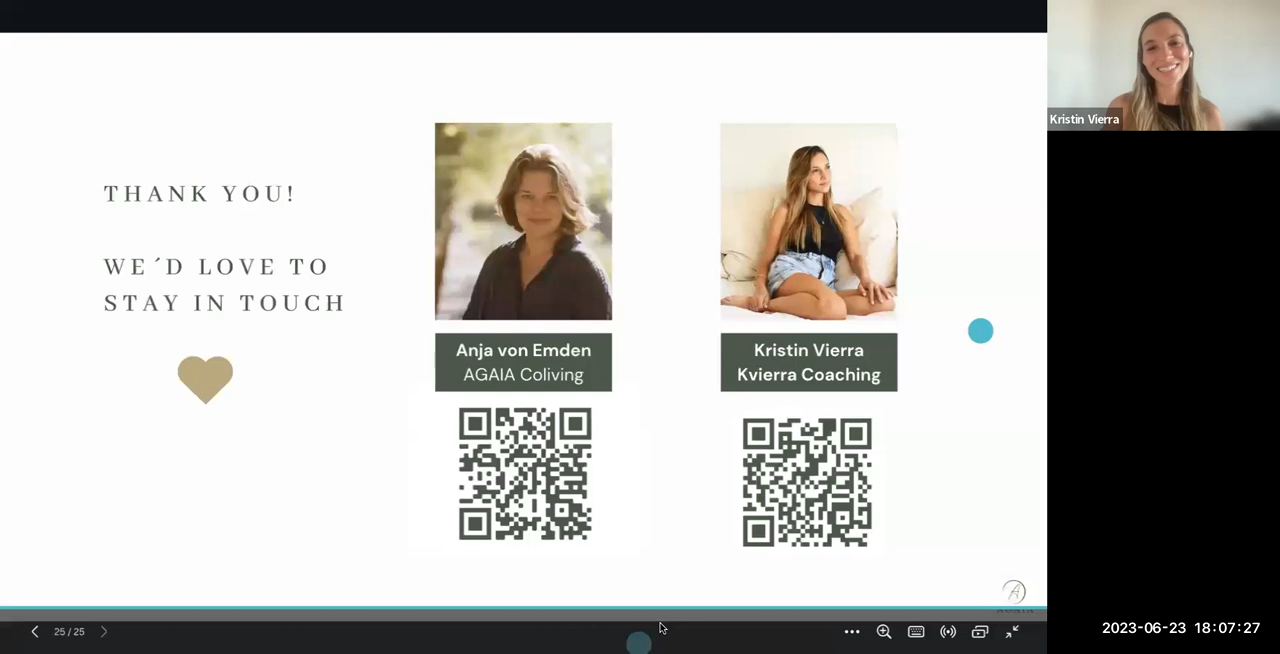 THANK YOU!
WE´D LOVE TO
STAY IN TOUCH
Anja von Emden
AGAIA Coliving
Kristin Vierra
Kvierra Coaching
Kristin Vierra
25 / 25
2023-06-23 18:07:27